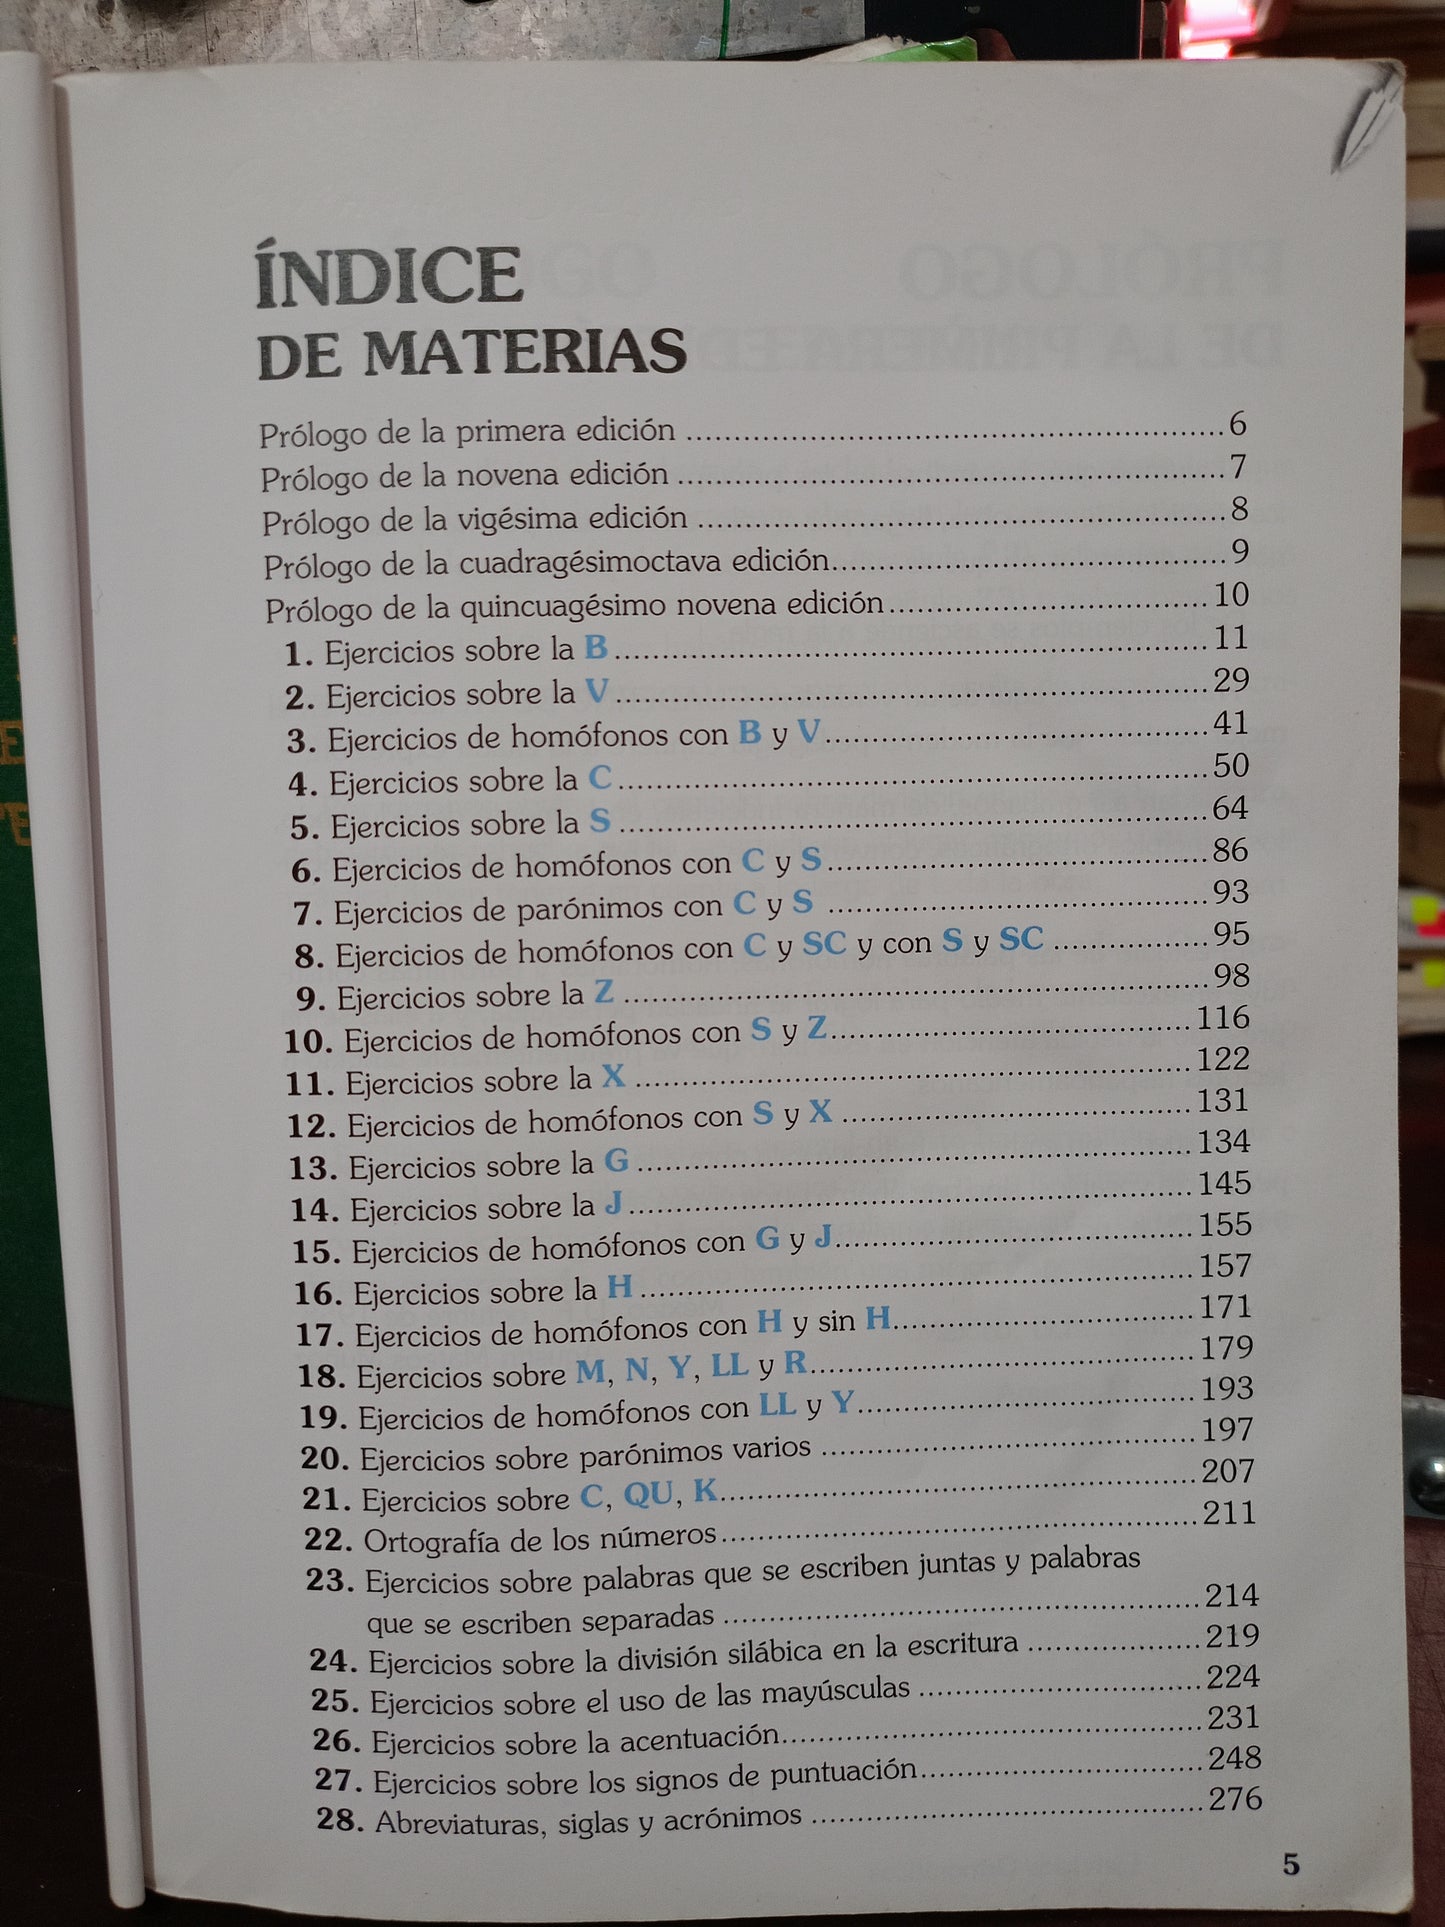 ÍNDICE
DE MATERIAS
Prólogo de la primera edición ........ 6
Prólogo de la novena edición ........ 7
Prólogo de la vigésima edición ........ 8
Prólogo de la cuadragésimoctava edición ........ 9
Prólogo de la quincuagésimo novena edición ........ 10
1. Ejercicios sobre la B ........ 11
2. Ejercicios sobre la V ........ 29
3. Ejercicios de homófonos con B y V ........ 41
4. Ejercicios sobre la C ........ 50
5. Ejercicios sobre la S ........ 64
6. Ejercicios de homófonos con C y S ........ 86
7. Ejercicios de parónimos con C y S ........ 93
8. Ejercicios de homófonos con C y SC y con S y SC ........ 95
9. Ejercicios sobre la Z ........ 98
10. Ejercicios de homófonos con S y Z ........ 116
11. Ejercicios sobre la X ........ 122
12. Ejercicios de homófonos con S y X ........ 131
13. Ejercicios sobre la G ........ 134
14. Ejercicios sobre la J ........ 145
15. Ejercicios de homófonos con G y J ........ 155
16. Ejercicios sobre la H ........ 157
17. Ejercicios de homófonos con H y sin H ........ 171
18. Ejercicios sobre M, N, Y, LL y R ........ 179
19. Ejercicios de homófonos con LL y Y ........ 193
20. Ejercicios sobre parónimos varios ........ 197
21. Ejercicios sobre C, QU, K ........ 207
22. Ortografía de los números ........ 211
23. Ejercicios sobre palabras que se escriben juntas y palabras
que se escriben separadas ........ 214
24. Ejercicios sobre la división silábica en la escritura ........ 219
25. Ejercicios sobre el uso de las mayúsculas ........ 224
26. Ejercicios sobre la acentuación ........ 231
27. Ejercicios sobre los signos de puntuación ........ 248
28. Abreviaturas, siglas y acrónimos ........ 276
5